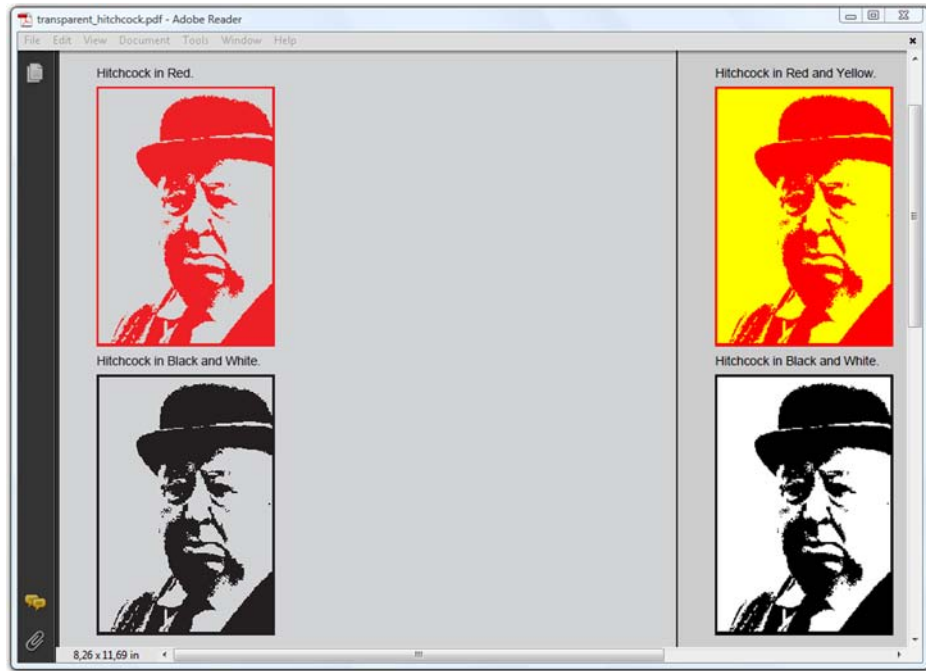 transparent_hitchcock.pdf - Adobe Reader
File Edit View Document Tools Window Help
Hitchcock in Red.
Hitchcock in Red and Yellow.
Hitchcock in Black and White.
Hitchcock in Black and White.
8,26 x 11,69 in